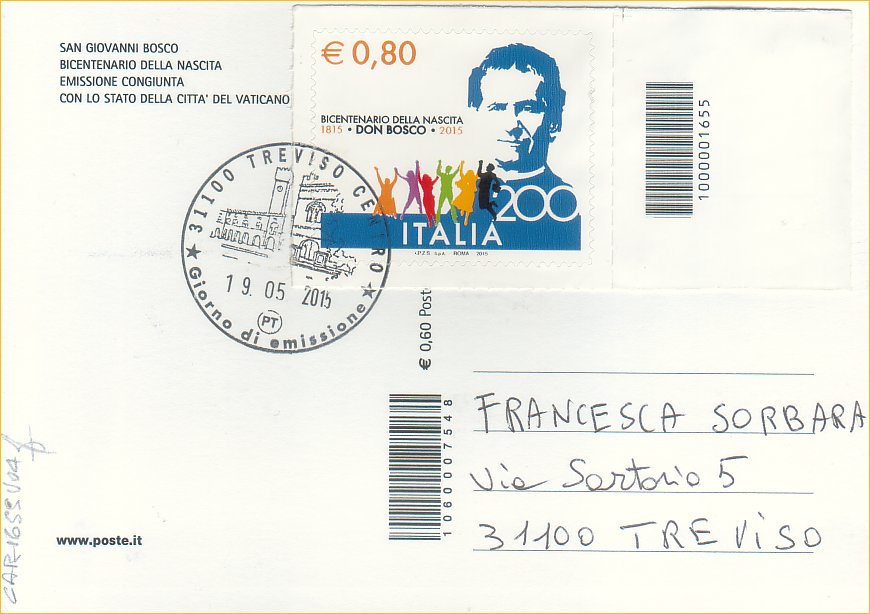 SAN GIOVANNI BOSCO
BICENTENARIO DELLA NASCITA
EMISSIONE CONGIUNTA
CON LO STATO DELLA CITTA' DEL VATICANO
€ 0,80
BICENTENARIO DELLA NASCITA
1815 • DON BOSCO • 2015
200
ITALIA
I.P.Z.S. S.p.A. ROMA 2015
1000001655
31100 TREVISO CENTRO
19.05 2015
PT
Giorno di emissione
€ 0,60 Poste
1060007548
FRANCESCA SORBARA
Via Sartorio 5
31100 TREVISO
www.poste.it